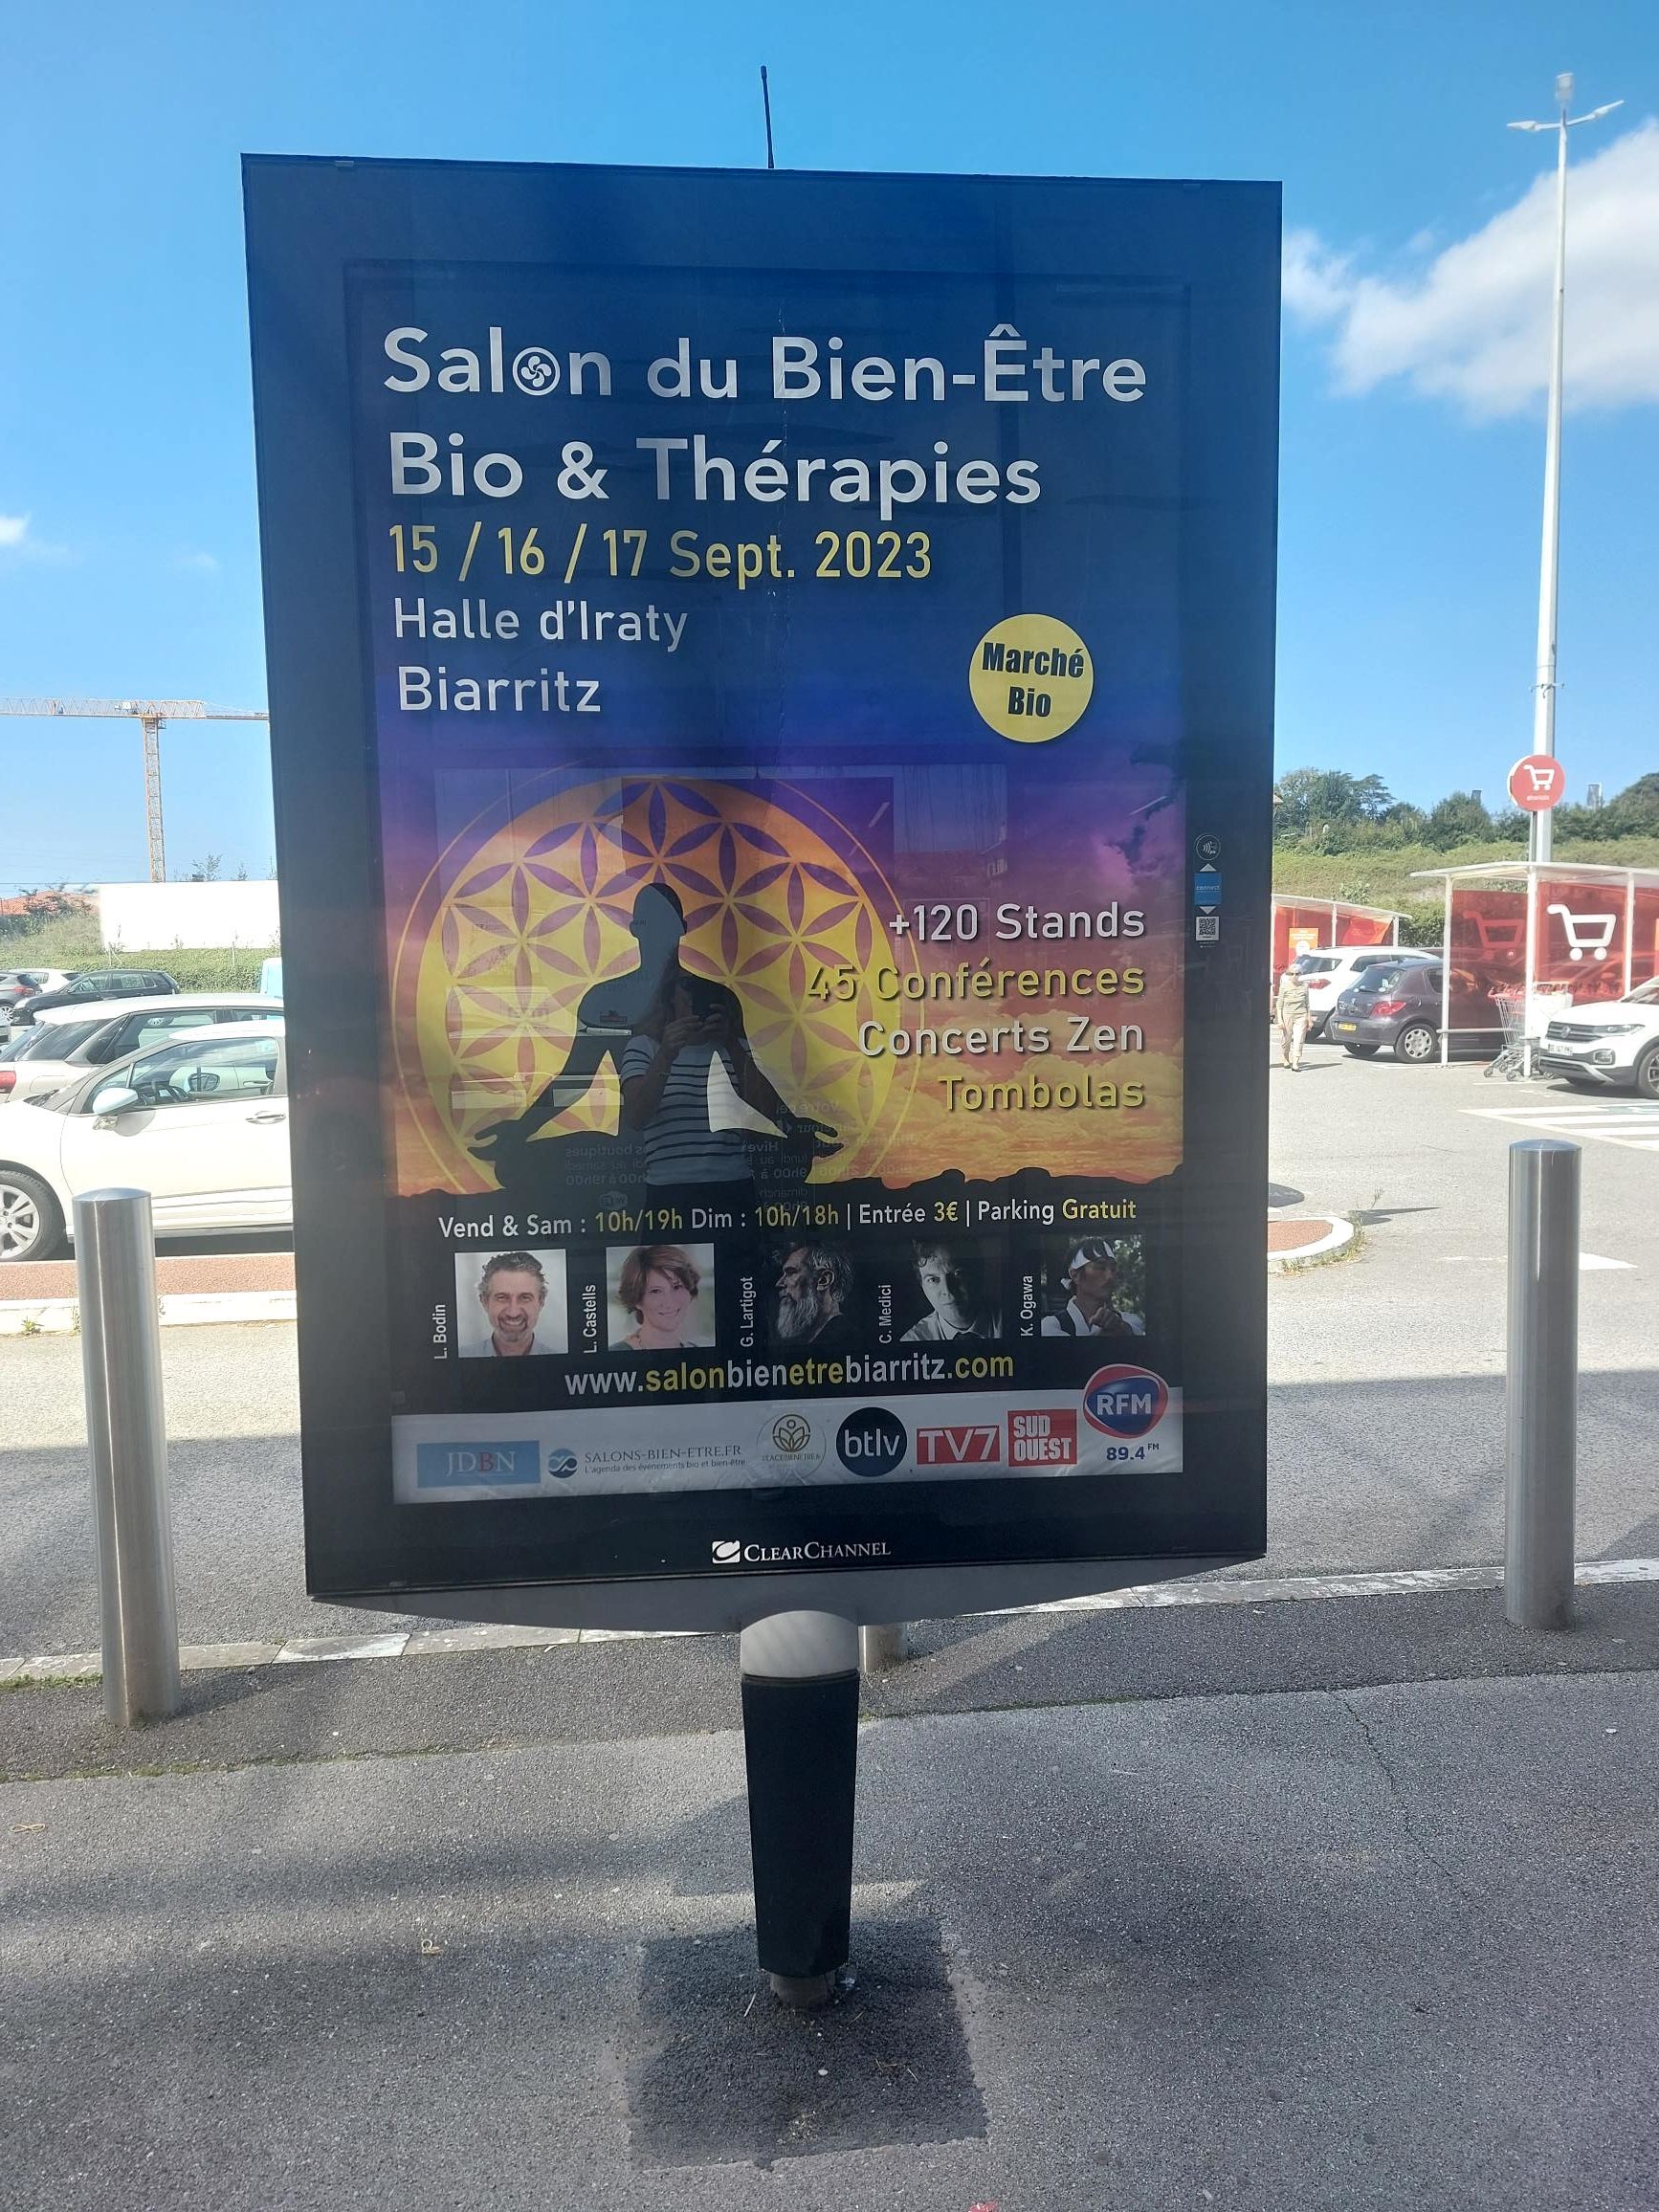 Salon du Bien-Être
Bio & Thérapies
15 / 16 / 17 Sept. 2023
Halle d'Iraty
Biarritz
Marché
Bio
+120 Stands
45 Conférences
Concerts Zen
Tombolas
Vend & Sam : 10h/19h Dim : 10h/18h | Entrée 3€ | Parking Gratuit
L. Bodin
L. Castells
G. Lartigot
C. Medici
K. Ogawa
www.salonbienetrebiarritz.com
JDBN
SALONS-BIEN-ETRE.FR
L'agenda des évènements bio et bien-être
btlv
TV7
SUD
OUEST
RFM
89.4 FM
CLEARCHANNEL